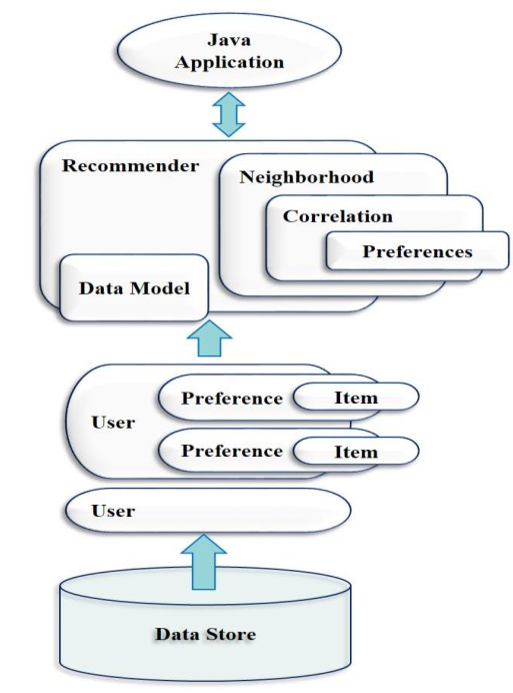 Java
Application
Recommender
Neighborhood
Correlation
Preferences
Data Model
User
Preference
Item
Preference
Item
User
Data Store